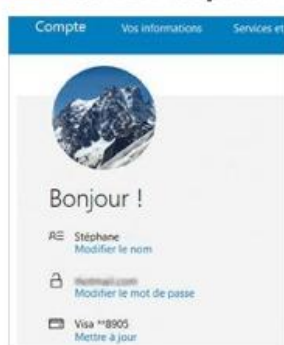 Compte Vos informations Services et
Bonjour !
Stéphane
Modifier le nom
Modifier le mot de passe
Visa **8905
Mettre à jour